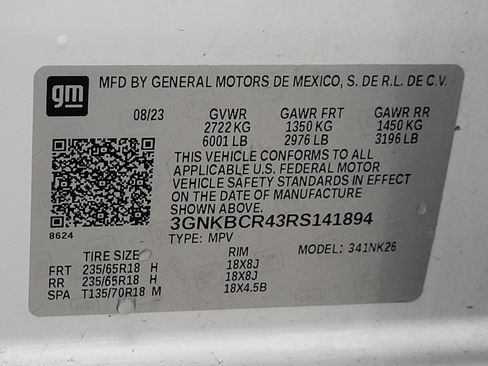 gm
MFD BY GENERAL MOTORS DE MEXICO, S. DE R.L. DE C.V.
08/23 GVWR GAWR FRT GAWR RR
2722 KG 1350 KG 1450 KG
6001 LB 2976 LB 3196 LB
THIS VEHICLE CONFORMS TO ALL
APPLICABLE U.S. FEDERAL MOTOR
VEHICLE SAFETY STANDARDS IN EFFECT
ON THE DATE OF MANUFACTURE
SHOWN ABOVE.
3GNKBCR43RS141894
8624 TYPE: MPV MODEL: 341NK26
TIRE SIZE RIM
FRT 235/65R18 H 18X8J
RR 235/65R18 H 18X8J
SPA T135/70R18 M 18X4.5B